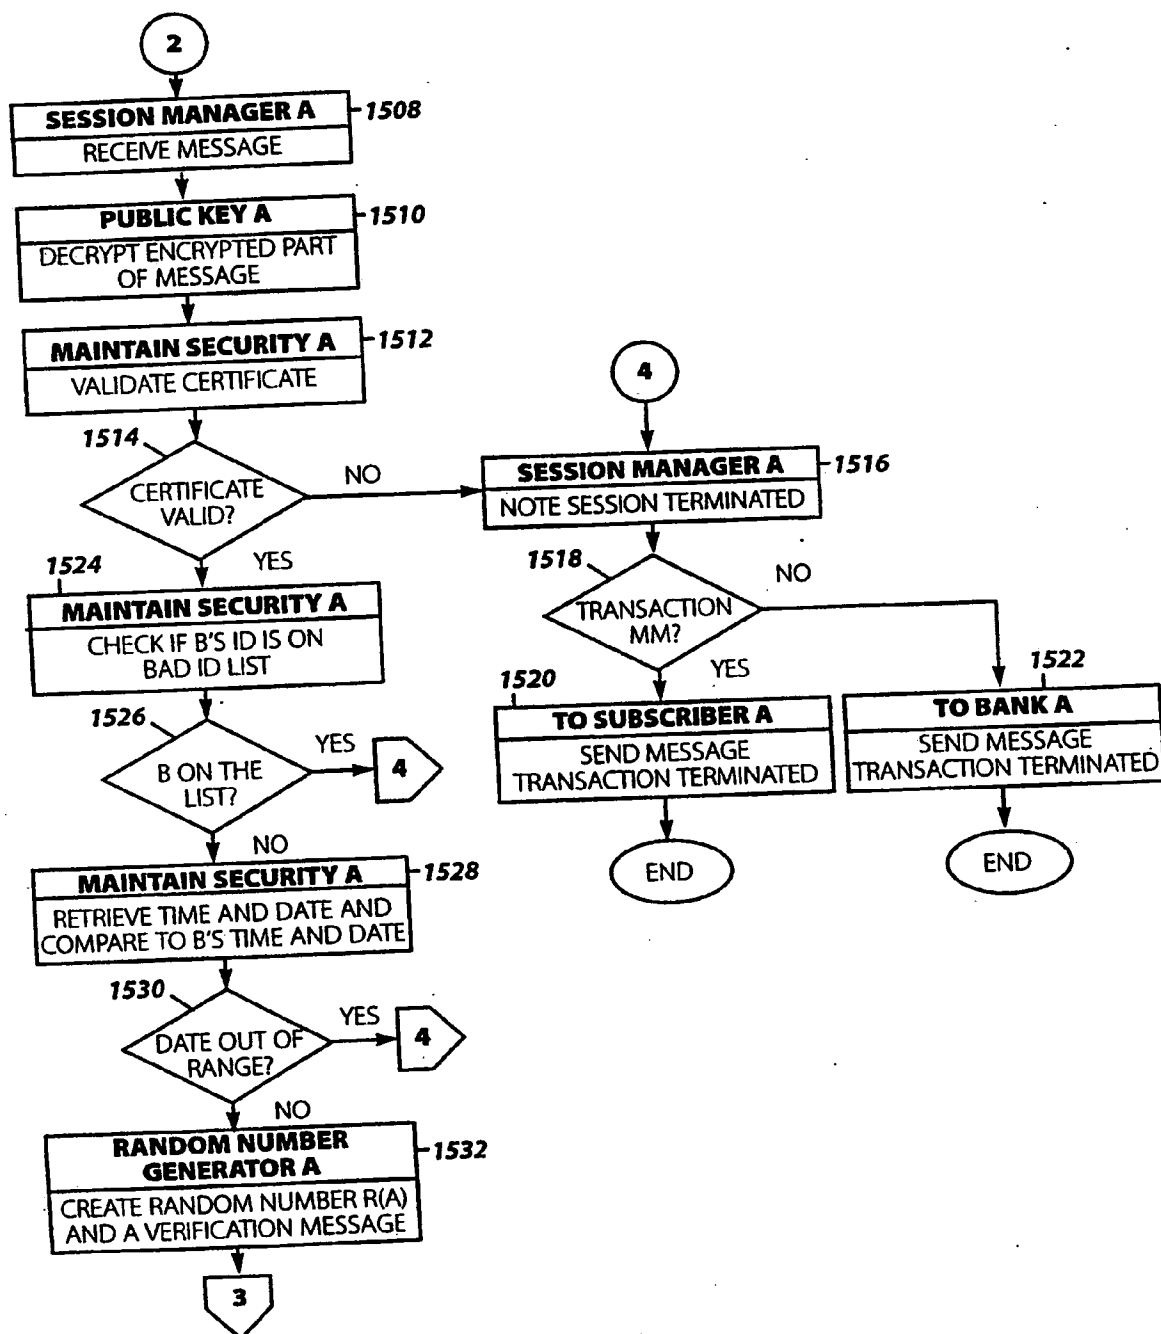 2
SESSION MANAGER A
1508
RECEIVE MESSAGE
PUBLIC KEY A
1510
DECRYPT ENCRYPTED PART
OF MESSAGE
MAINTAIN SECURITY A
1512
VALIDATE CERTIFICATE
1514
CERTIFICATE
VALID?
NO
YES
4
SESSION MANAGER A
1516
NOTE SESSION TERMINATED
1518
TRANSACTION
MM?
NO
YES
1520
TO SUBSCRIBER A
SEND MESSAGE
TRANSACTION TERMINATED
END
1522
TO BANK A
SEND MESSAGE
TRANSACTION TERMINATED
END
1524
MAINTAIN SECURITY A
CHECK IF B'S ID IS ON
BAD ID LIST
1526
B ON THE
LIST?
YES
4
NO
MAINTAIN SECURITY A
1528
RETRIEVE TIME AND DATE AND
COMPARE TO B'S TIME AND DATE
1530
DATE OUT OF
RANGE?
YES
4
NO
RANDOM NUMBER
GENERATOR A
1532
CREATE RANDOM NUMBER R(A)
AND A VERIFICATION MESSAGE
3